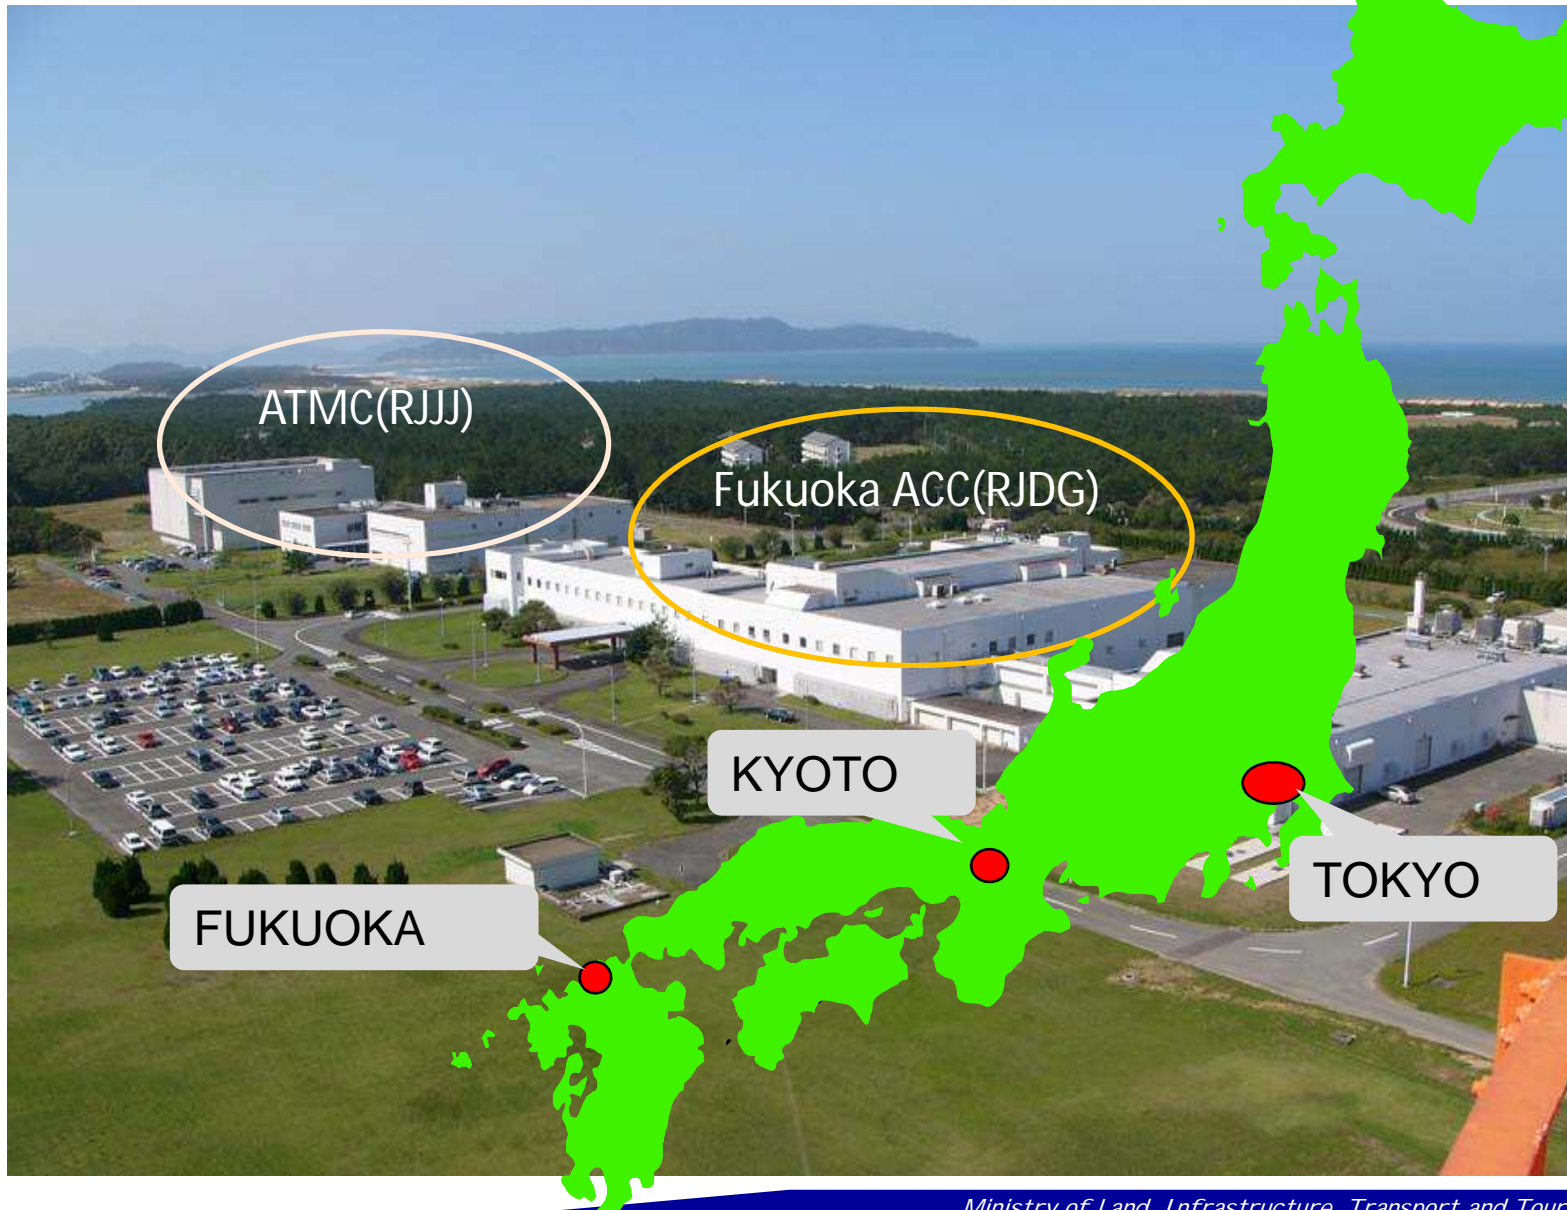 ATMC(RJJJ)
Fukuoka ACC(RJDG)
KYOTO
TOKYO
FUKUOKA
Ministry of Land, Infrastructure, Transport and Tour